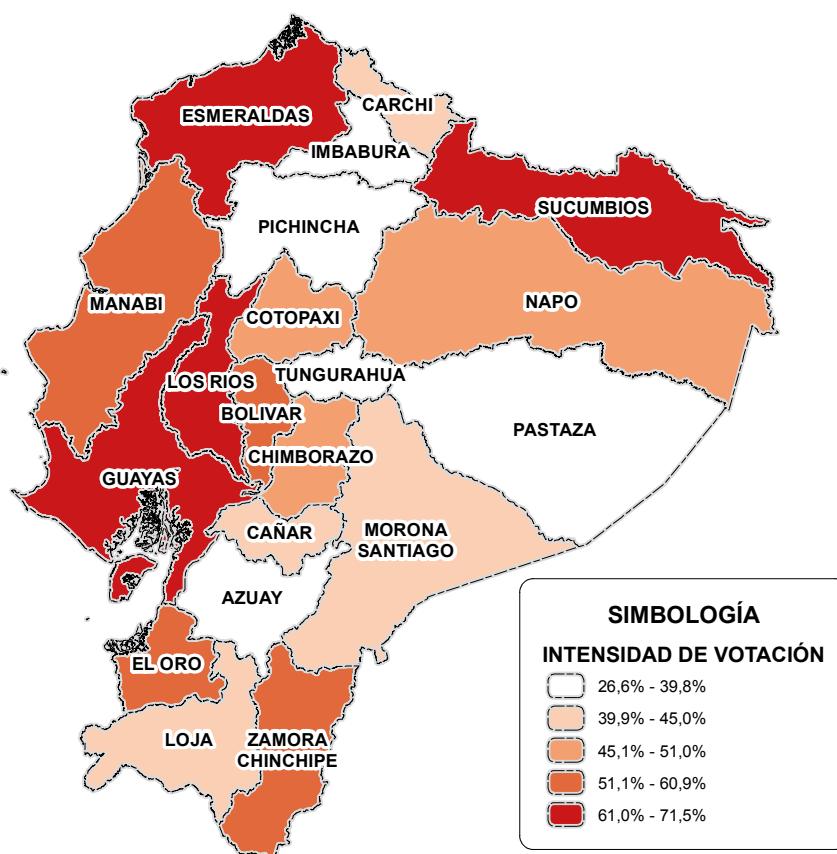 CARCHI
ESMERALDAS
IMBABURA
SUCUMBIOS
PICHINCHA
MANABI
NAPO
COTOPAXI
TUNGURAHUA
LOS RIOS
BOLIVAR
PASTAZA
CHIMBORAZO
GUAYAS
CAÑAR
MORONA
SANTIAGO
AZUAY
EL ORO
LOJA
ZAMORA
CHINCHIPE
SIMBOLOGÍA
INTENSIDAD DE VOTACIÓN
26,6% - 39,8%
39,9% - 45,0%
45,1% - 51,0%
51,1% - 60,9%
61,0% - 71,5%